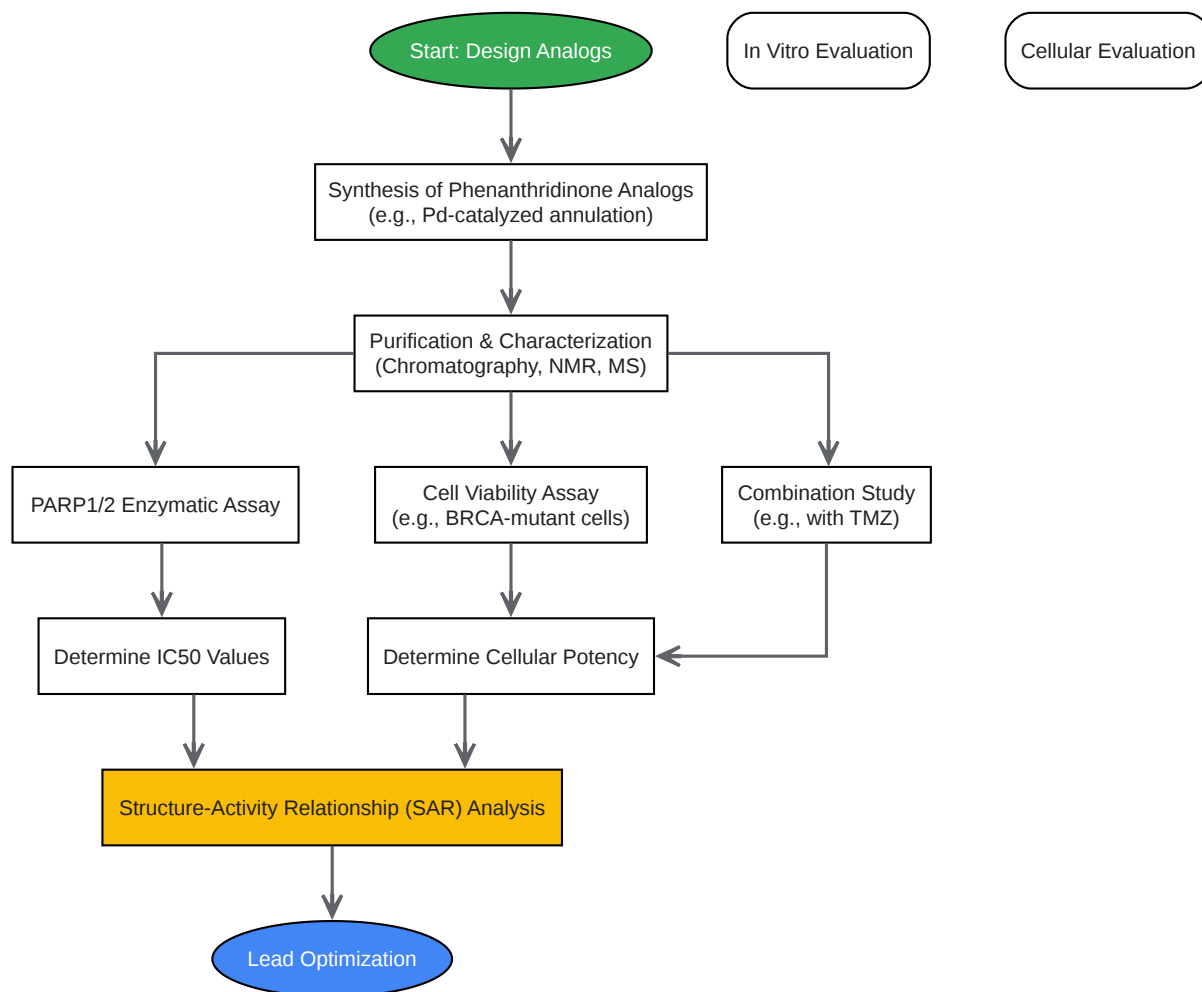 Start: Design Analogs
In Vitro Evaluation
Cellular Evaluation
Synthesis of Phenanthridinone Analogs
(e.g., Pd-catalyzed annulation)
Purification & Characterization
(Chromatography, NMR, MS)
PARP1/2 Enzymatic Assay
Cell Viability Assay
(e.g., BRCA-mutant cells)
Combination Study
(e.g., with TMZ)
Determine IC50 Values
Determine Cellular Potency
Structure-Activity Relationship (SAR) Analysis
Lead Optimization